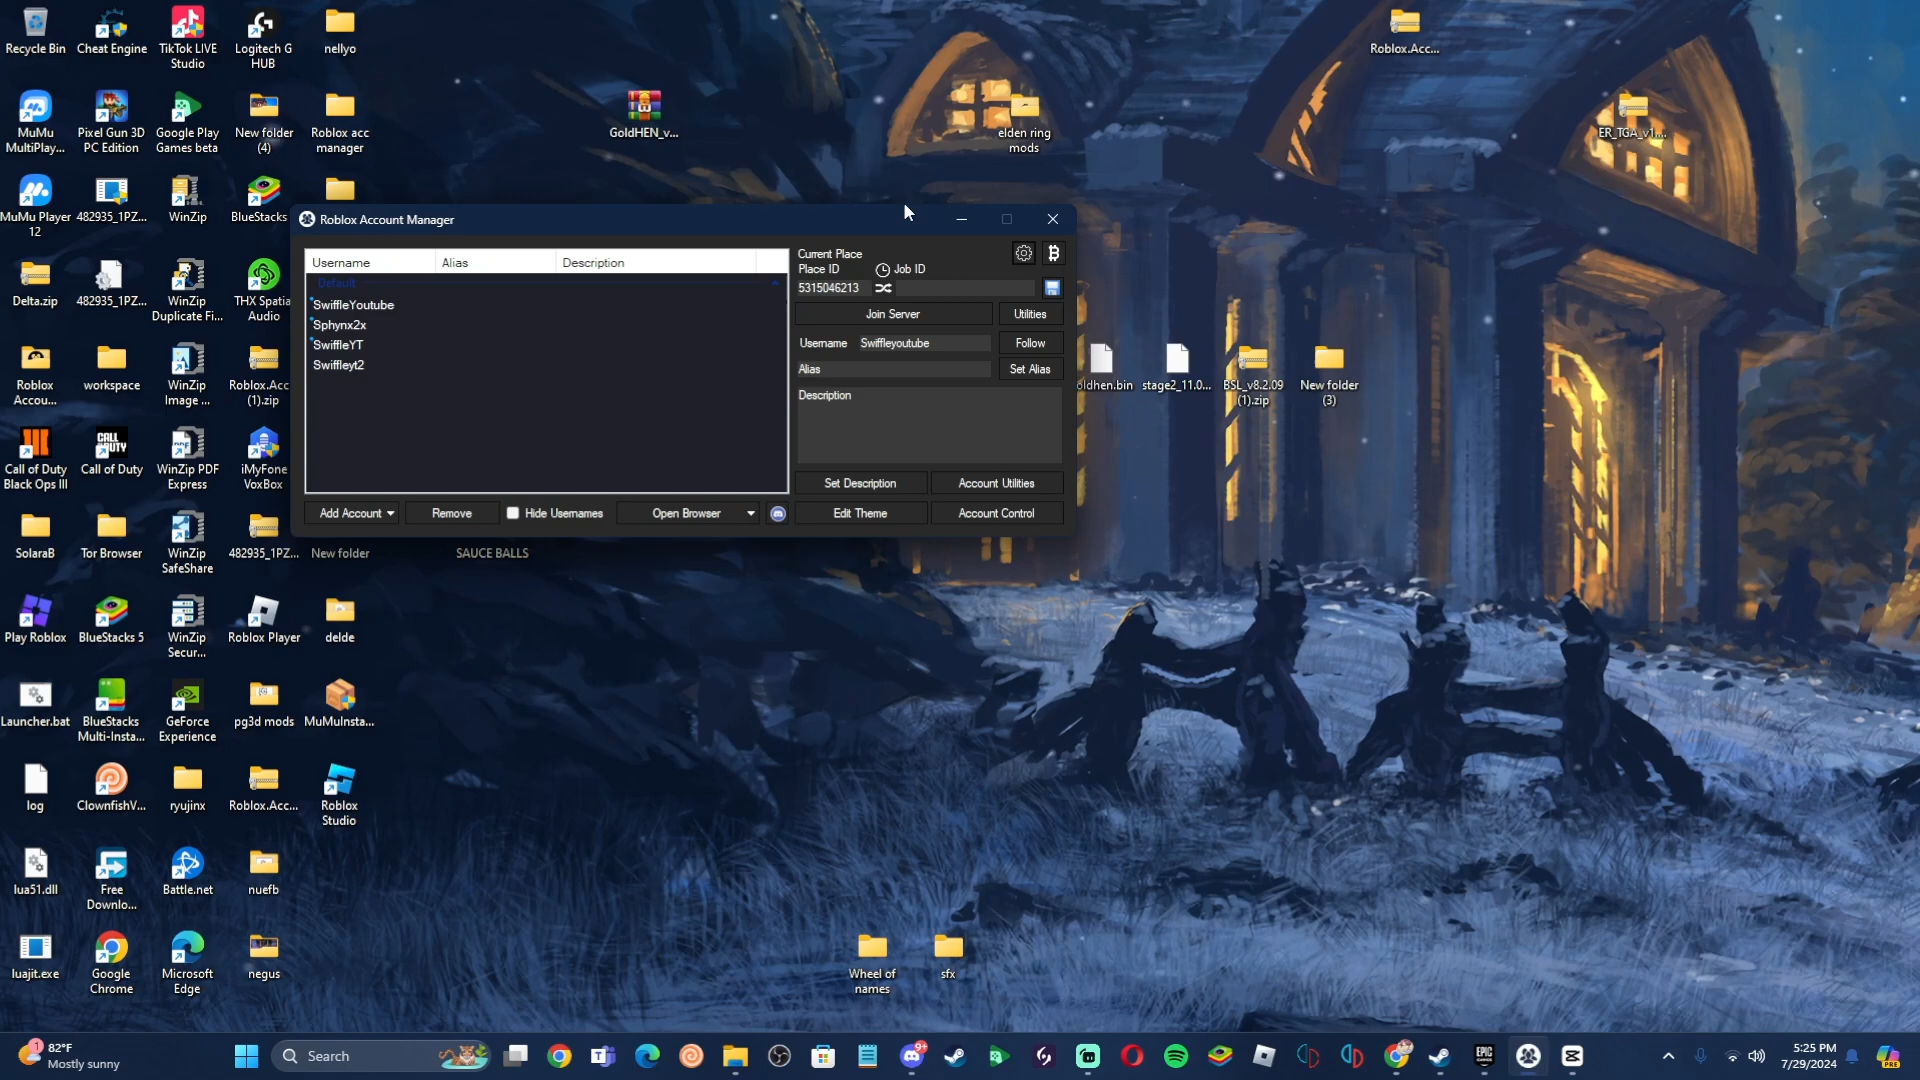 Recycle Bin
Cheat Engine
TikTok LIVE
Studio
Logitech G
HUB
nellyo
Roblox.Acc...
MuMu
MultiPlay...
Pixel Gun 3D
PC Edition
Google Play
Games beta
New folder
(4)
Roblox acc
manager
GoldHEN_v...
elden ring
mods
ER_TGA_v1....
MuMu Player
12
482935_1PZ...
WinZip
BlueStacks
Roblox Account Manager
Username
Alias
Description
Default
SwiffleYoutube
Sphynx2x
SwiffleYT
Swiffleyt2
Current Place
Place ID
Job ID
5315046213
Join Server
Utilities
Username
Swiffleyoutube
Follow
Alias
Set Alias
Description
Set Description
Account Utilities
Add Account
Remove
Hide Usernames
Open Browser
Edit Theme
Account Control
Delta.zip
482935_1PZ...
WinZip
Duplicate Fi...
THX Spatia
Audio
Roblox
Accou...
workspace
WinZip
Image ...
Roblox.Acc
(1).zip
oldhen.bin
stage2_11.0...
BSL_v8.2.09
(1).zip
New folder
(3)
Call of Duty
Black Ops III
CALL
DUTY
Call of Duty
WinZip PDF
Express
iMyFone
VoxBox
SolaraB
Tor Browser
WinZip
SafeShare
482935_1PZ...
New folder
SAUCE BALLS
Play Roblox
BlueStacks 5
WinZip
Secur...
Roblox Player
delde
Launcher.bat
BlueStacks
Multi-Insta...
GeForce
Experience
pg3d mods
MuMuInsta...
log
ClownfishV...
ryujinx
Roblox.Acc...
Roblox
Studio
lua51.dll
Free
Downlo...
Battle.net
nuefb
luajit.exe
Google
Chrome
Microsoft
Edge
negus
Wheel of
names
sfx
1
82°F
Mostly sunny
Search
9+
EPIC
5:25 PM
7/29/2024
PRE